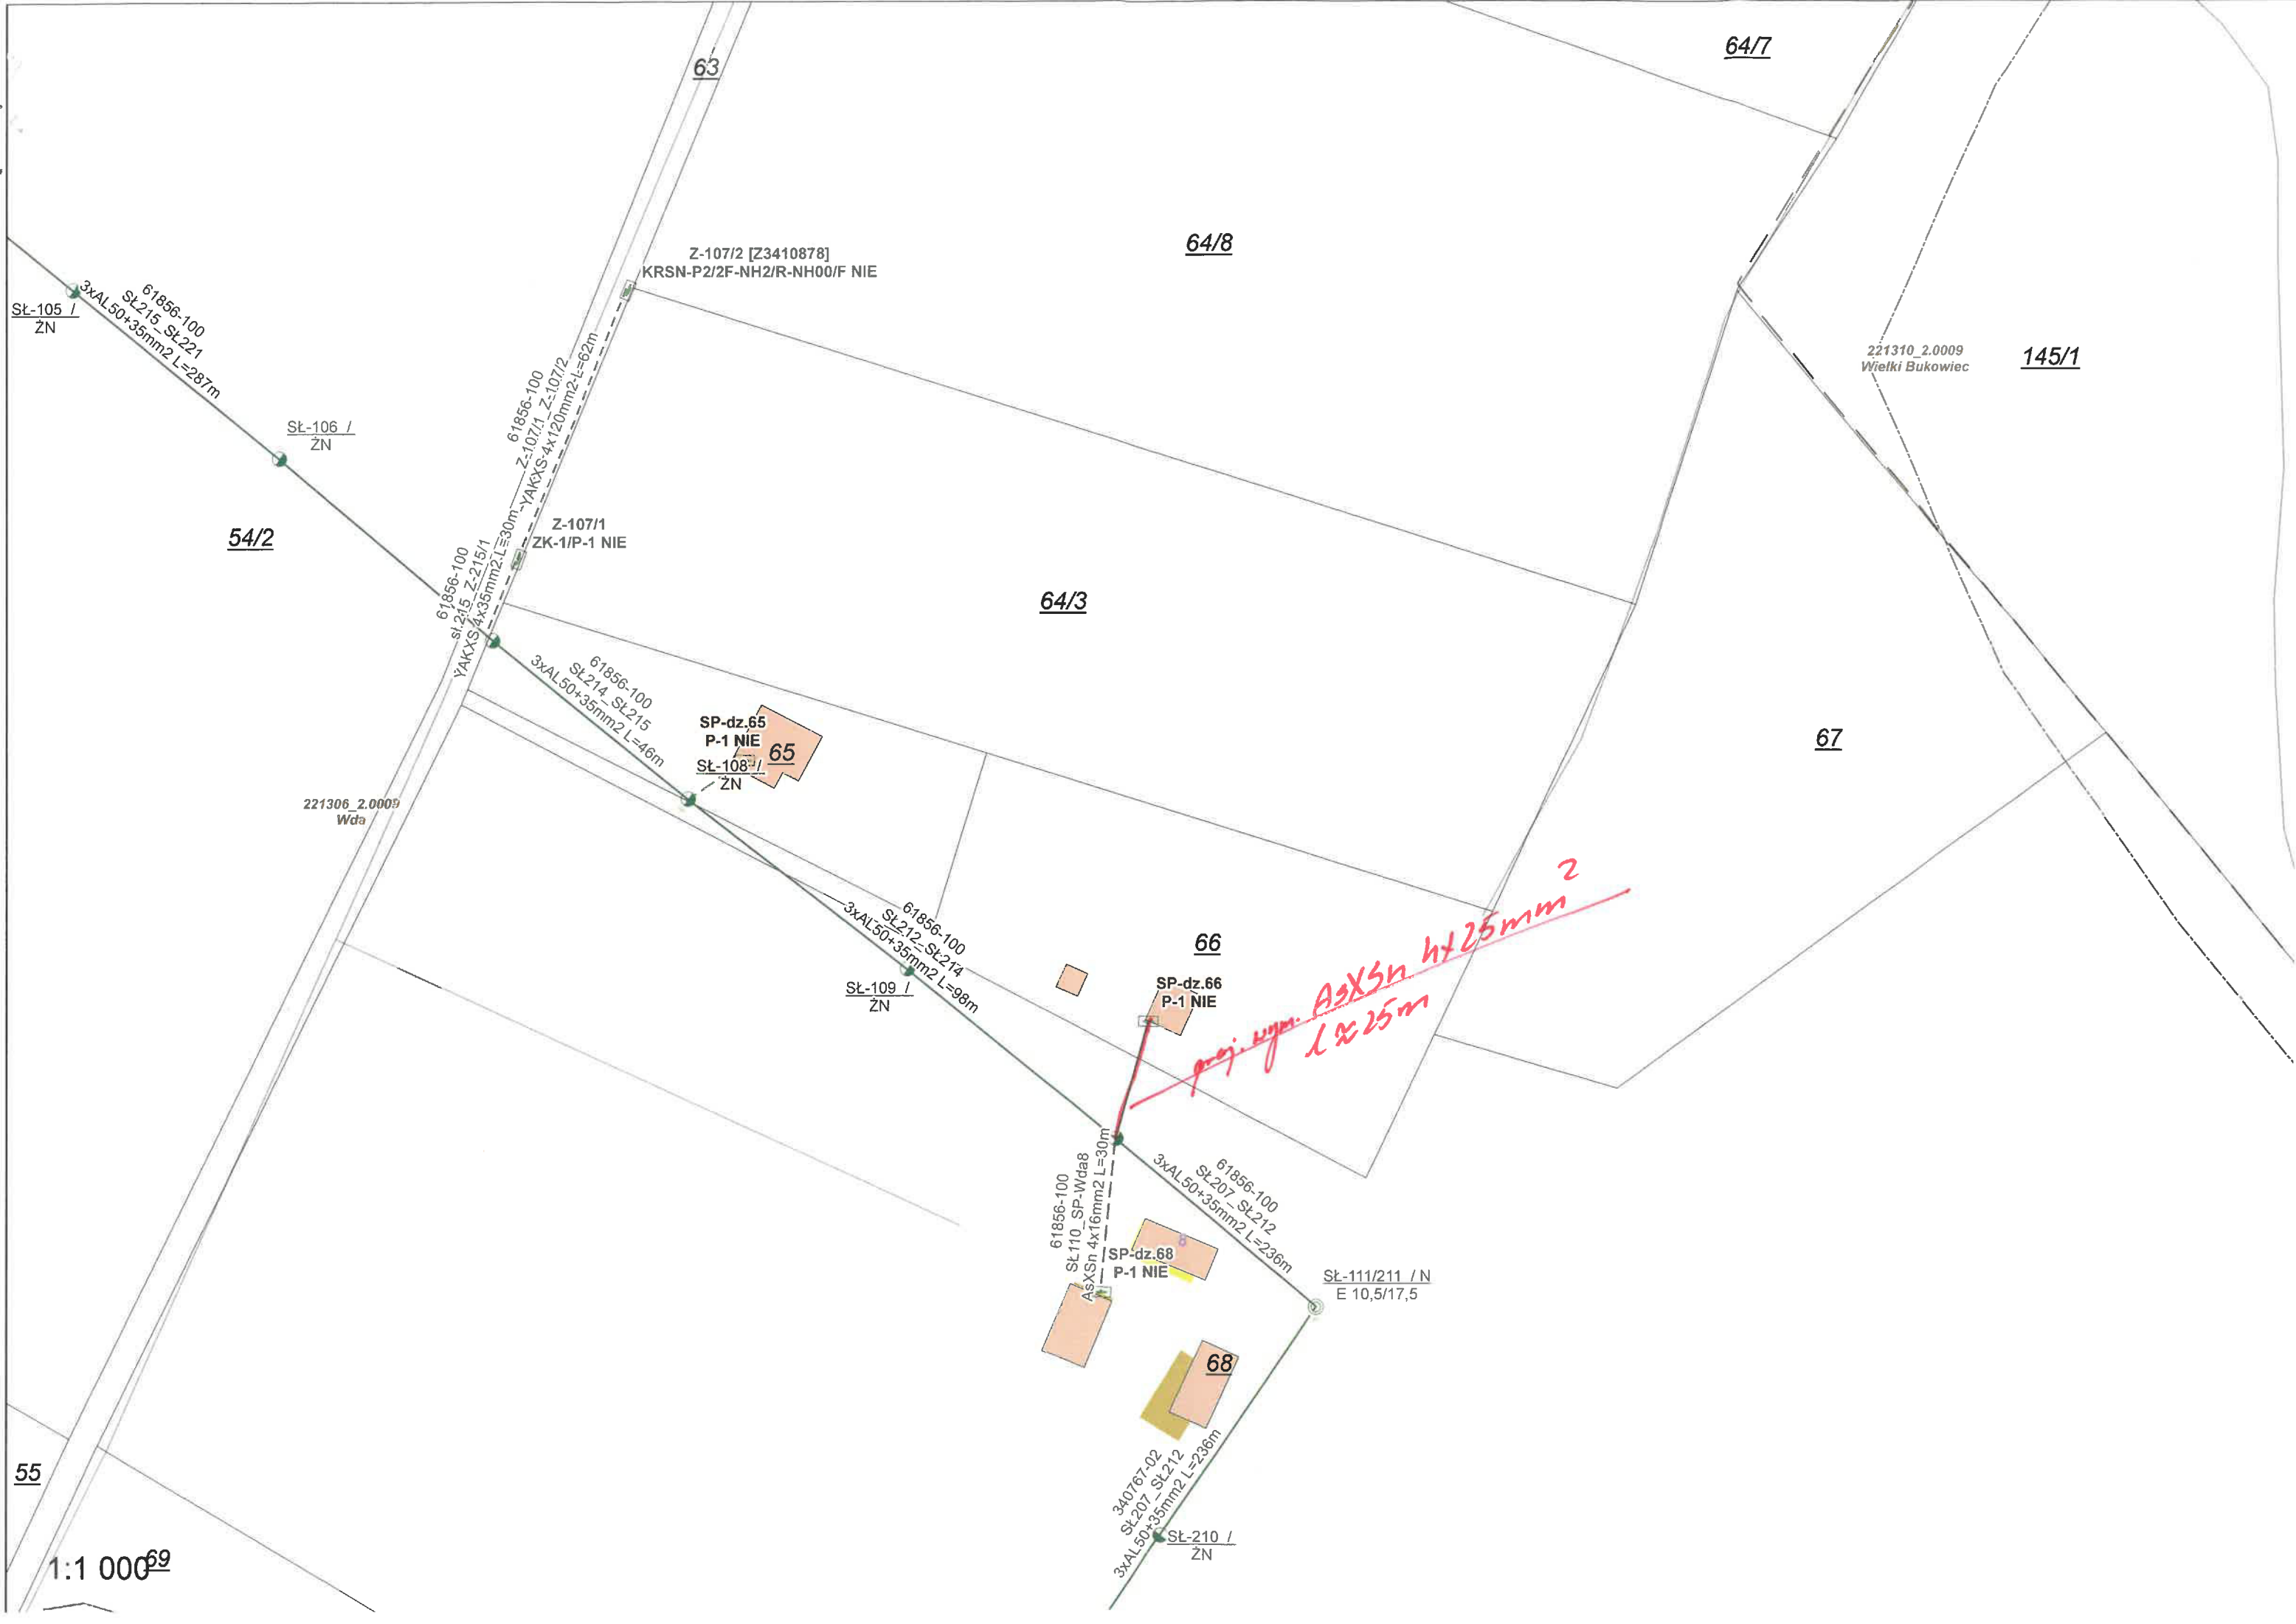 63
64/7
Z-107/2 [Z3410878]
KRSN-P2/2F-NH2/R-NH00/F NIE
64/8
SŁ-105 /
ŻN
61856-100
SŁ215_SŁ221
3xAL50+35mm2 L=287m
221310_2.0009
Wielki Bukowiec
145/1
SŁ-106 /
ŻN
61856-100
Z-107/1_Z-107/2
YAKXS 4x120mm2 L=62m
54/2
Z-107/1
ZK-1/P-1 NIE
61856-100
sł.215_Z-215/1
YAKXS 4x35mm2 L=30m
64/3
61856-100
SŁ214_SŁ215
3xAL50+35mm2 L=46m
SP-dz.65
P-1 NIE
65
SŁ-108 /
ŻN
67
221306_2.0009
Wda
61856-100
SŁ212_SŁ214
3xAL50+35mm2 L=98m
SŁ-109 /
ŻN
66
SP-dz.66
P-1 NIE
proj. wym. AsXSn 4x25mm2
l≈25m
61856-100
SŁ110_SP-Wda8
AsXSn 4x16mm2 L=30m
61856-100
SŁ207_SŁ212
3xAL50+35mm2 L=236m
8
SP-dz.68
P-1 NIE
SŁ-111/211 / N
E 10,5/17,5
68
340767-02
SŁ207_SŁ212
3xAL50+35mm2 L=236m
SŁ-210 /
ŻN
55
69
1:1 000